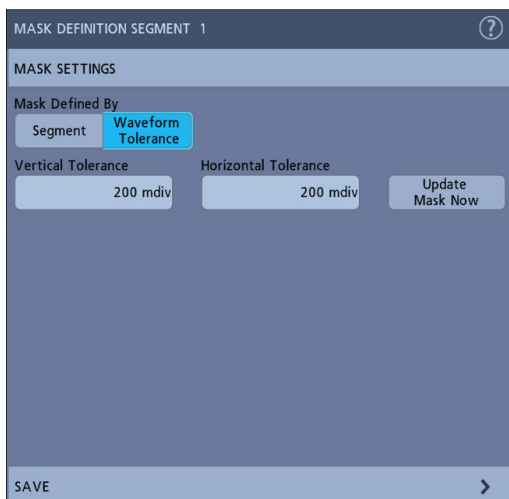 MASK DEFINITION SEGMENT 1
?
MASK SETTINGS
Mask Defined By
Segment
Waveform
Tolerance
Vertical Tolerance
Horizontal Tolerance
200 mdiv
200 mdiv
Update
Mask Now
SAVE